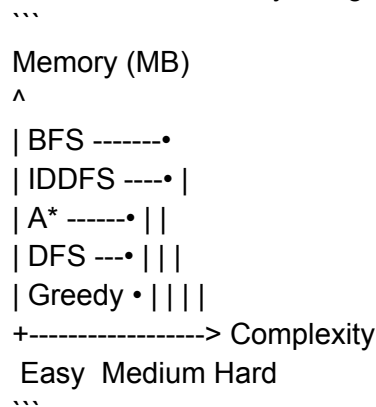 ```
Memory (MB)
^
| BFS -------•
| IDDFS ----• |
| A* ------• | |
| DFS ---• | | |
| Greedy • | | | |
+------------------> Complexity
Easy Medium Hard